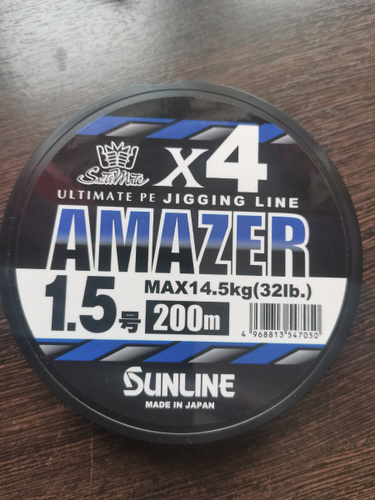 X4
SaltiMate
ULTIMATE PE JIGGING LINE
AMAZER
MAX14.5kg(32lb.)
1.5号 200m
4 968813 547050
SUNLINE
MADE IN JAPAN